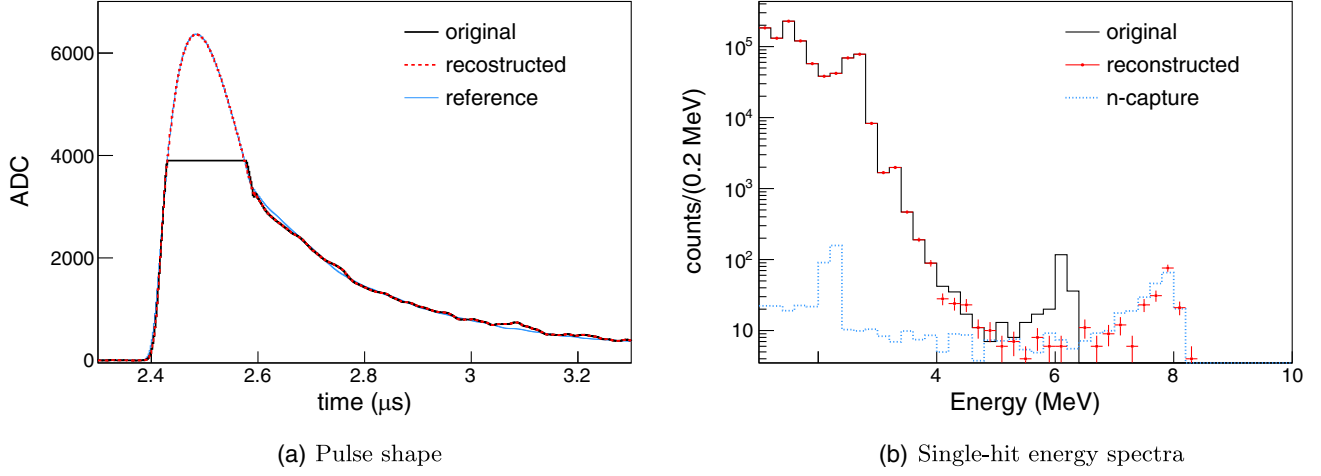 ADC
6000
4000
2000
0
2.4
2.6
2.8
3
3.2
time (μs)
original
recostructed
reference
(a) Pulse shape
counts/(0.2 MeV)
10⁵
10⁴
10³
10²
10
4
6
8
10
Energy (MeV)
original
reconstructed
n-capture
(b) Single-hit energy spectra